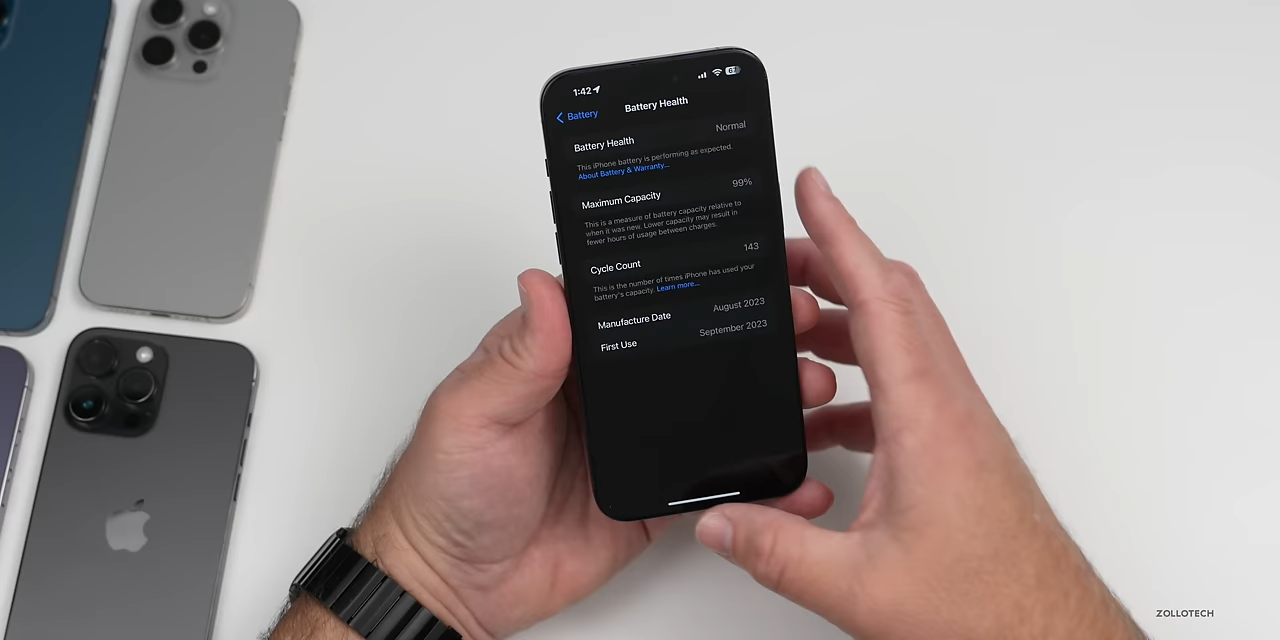 1:42
67
Battery
Battery Health
Battery Health
Normal
This iPhone battery is performing as expected.
About Battery & Warranty...
Maximum Capacity
99%
This is a measure of battery capacity relative to
when it was new. Lower capacity may result in
fewer hours of usage between charges.
Cycle Count
143
This is the number of times iPhone has used your
battery's capacity. Learn more...
Manufacture Date
August 2023
First Use
September 2023
ZOLLOTECH